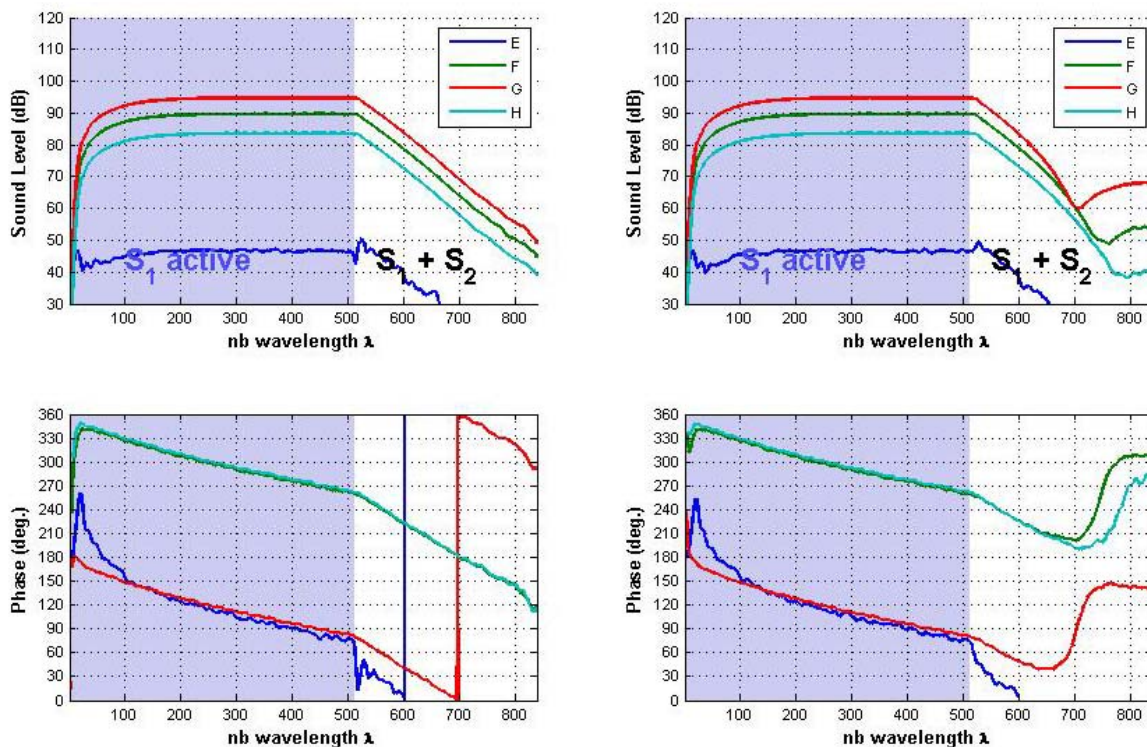 120
110
100
90
80
70
60
50
40
30
Sound Level (dB)
E
F
G
H
S1 active
S1 + S2
100 200 300 400 500 600 700 800
nb wavelength λ
120
110
100
90
80
70
60
50
40
30
Sound Level (dB)
E
F
G
H
S1 active
S1 + S2
100 200 300 400 500 600 700 800
nb wavelength λ
360
330
300
270
240
210
180
150
120
90
60
30
0
Phase (deg.)
100 200 300 400 500 600 700 800
nb wavelength λ
360
330
300
270
240
210
180
150
120
90
60
30
0
Phase (deg.)
100 200 300 400 500 600 700 800
nb wavelength λ